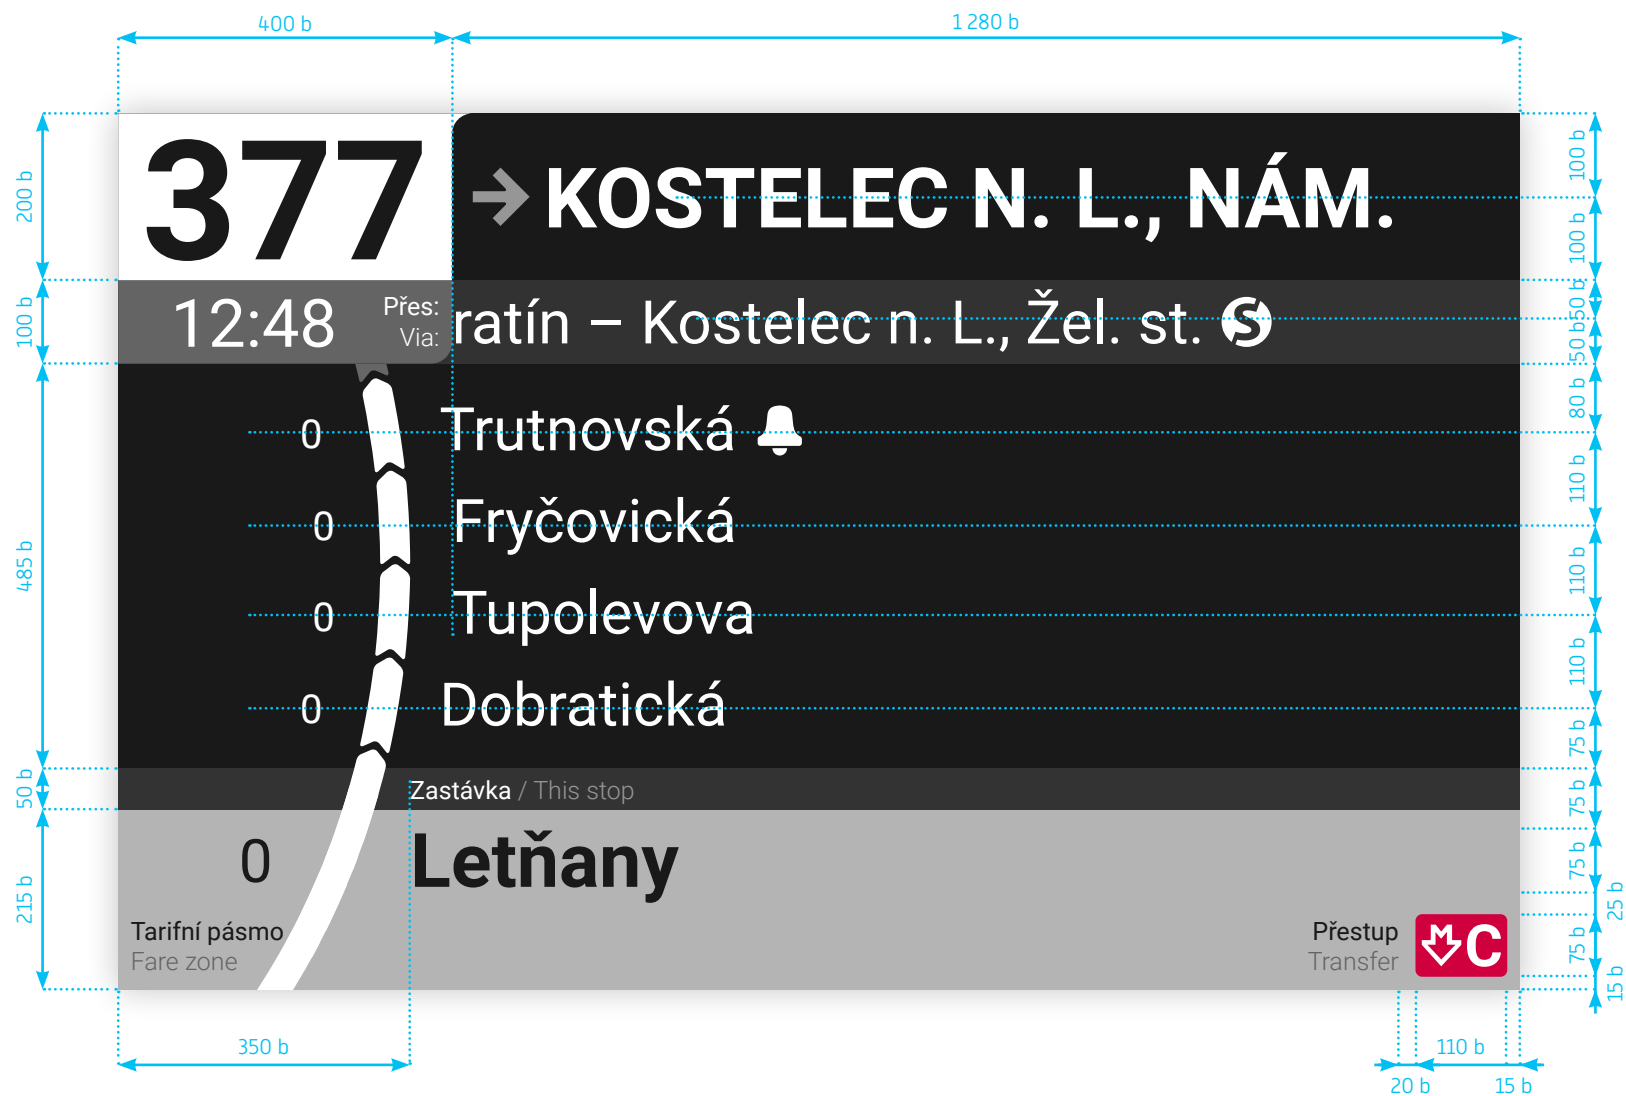 400 b
1 280 b
377
KOSTELEC N. L., NÁM.
200 b
100 b
100 b
12:48
Přes:
Via:
ratín – Kostelec n. L., Žel. st. S
100 b
50 b
50 b
0 Trutnovská
80 b
0 Fryčovická
110 b
485 b
0 Tupolevova
110 b
0 Dobratická
110 b
75 b
Zastávka / This stop
50 b
75 b
0 Letňany
75 b
215 b
25 b
Tarifní pásmo
Fare zone
Přestup
Transfer
M C
75 b
15 b
350 b
110 b
20 b
15 b